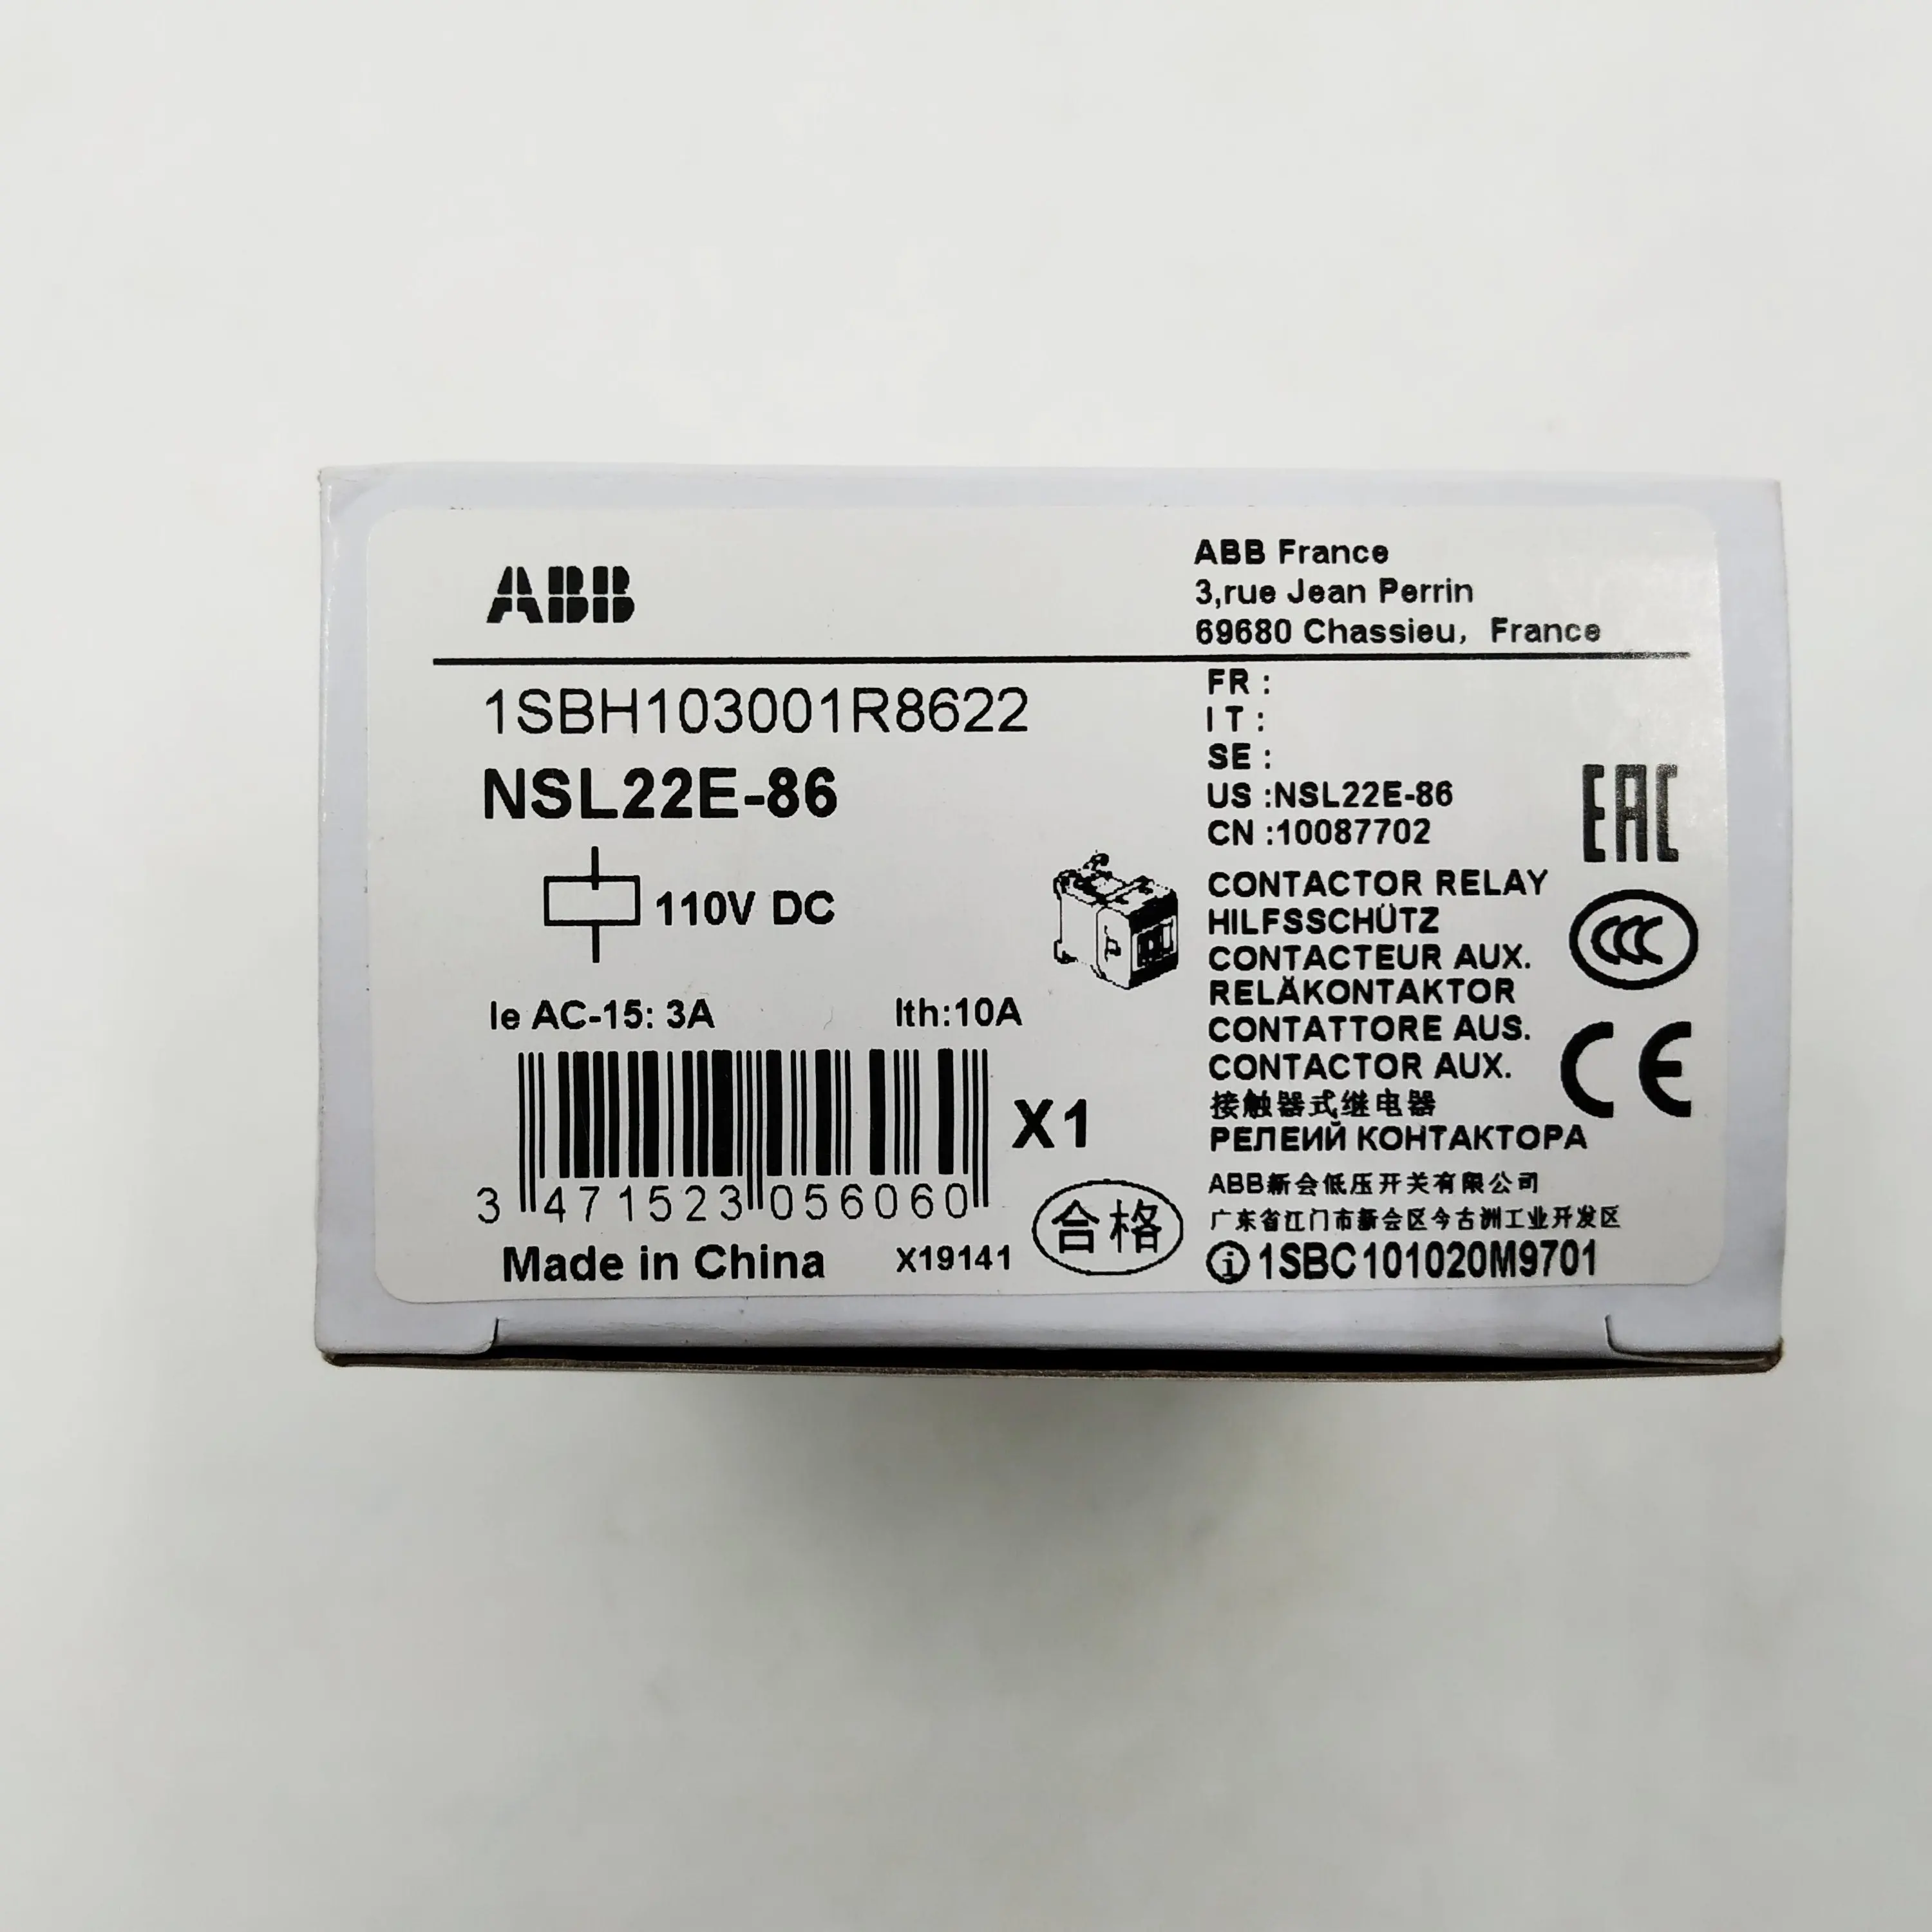 ABB
ABB France
3,rue Jean Perrin
69680 Chassieu, France
1SBH103001R8622
NSL22E-86
110V DC
Ie AC-15: 3A
Ith:10A
X1
3 471523 056060
Made in China
X19141
合格
FR :
IT :
SE :
US :NSL22E-86
CN :10087702
EAC
CONTACTOR RELAY
HILFSSCHÜTZ
CONTACTEUR AUX.
RELÄKONTAKTOR
CONTATTORE AUS.
CONTACTOR AUX.
接触器式继电器
РЕЛЕИЙ КОНТАКТОРА
CCC
CE
ABB新会低压开关有限公司
广东省江门市新会区今古洲工业开发区
i 1SBC101020M9701